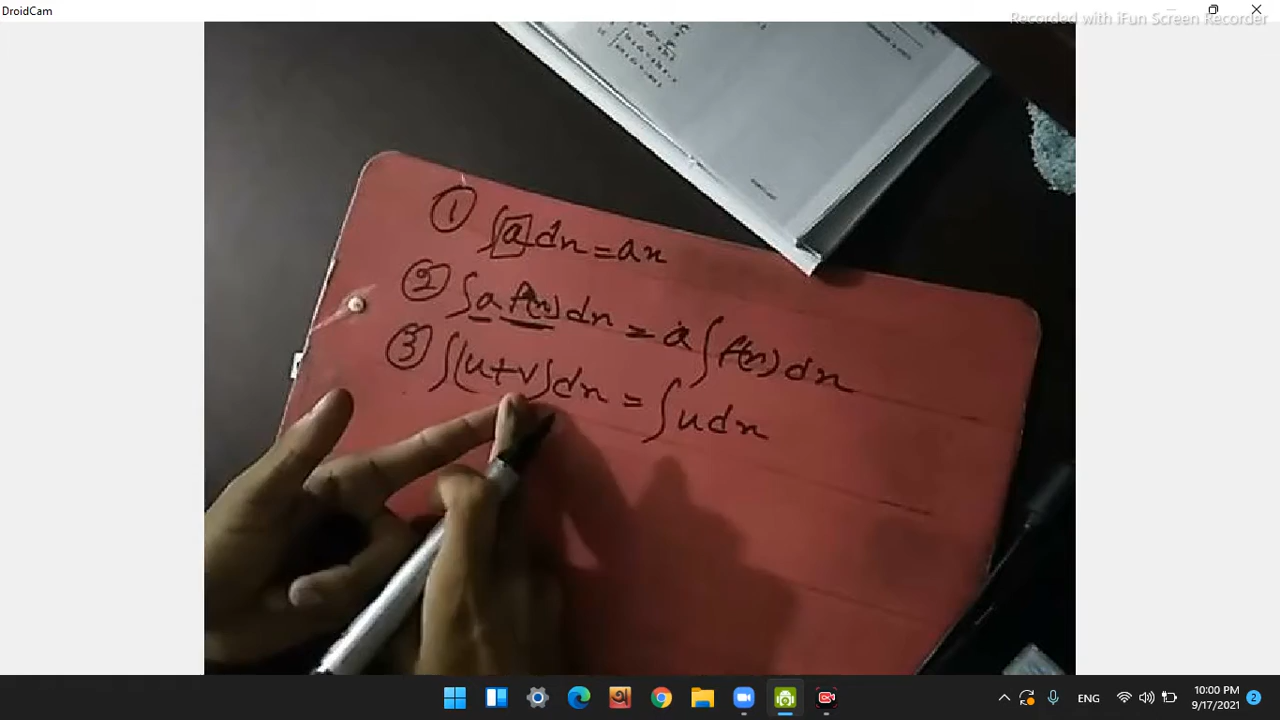 DroidCam
Recorded with iFun Screen Recorder
① ∫a dx = ax
② ∫a f(x) dx = a∫f(x) dx
③ ∫(u+v) dx = ∫u dx
ENG
10:00 PM
9/17/2021
2